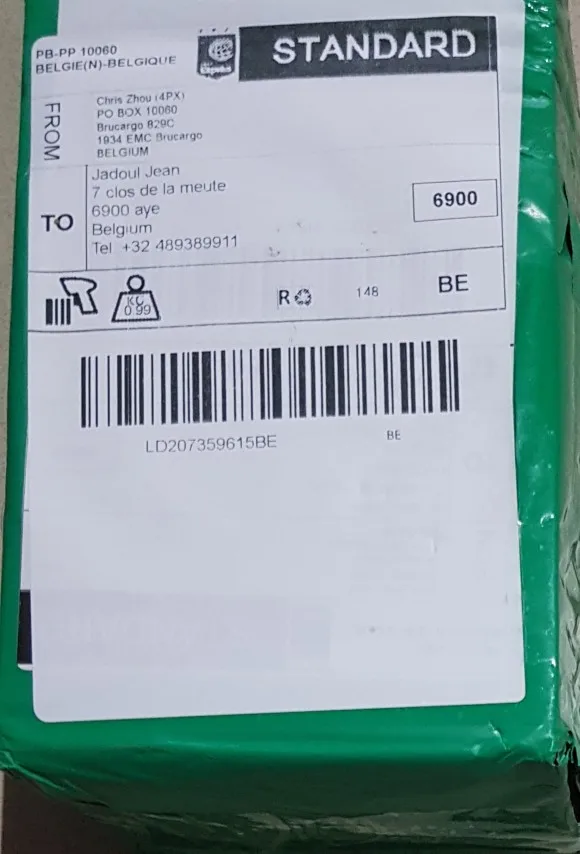 PB-PP 10060
BELGIE(N)-BELGIQUE
STANDARD
FROM
Chris Zhou (4PX)
PO BOX 10060
Brucargo 829C
1934 EMC Brucargo
BELGIUM
TO
Jadoul Jean
7 clos de la meute
6900 aye
Belgium
Tel +32 489389911
6900
KG
0.99
R
148
BE
LD207359615BE
BE